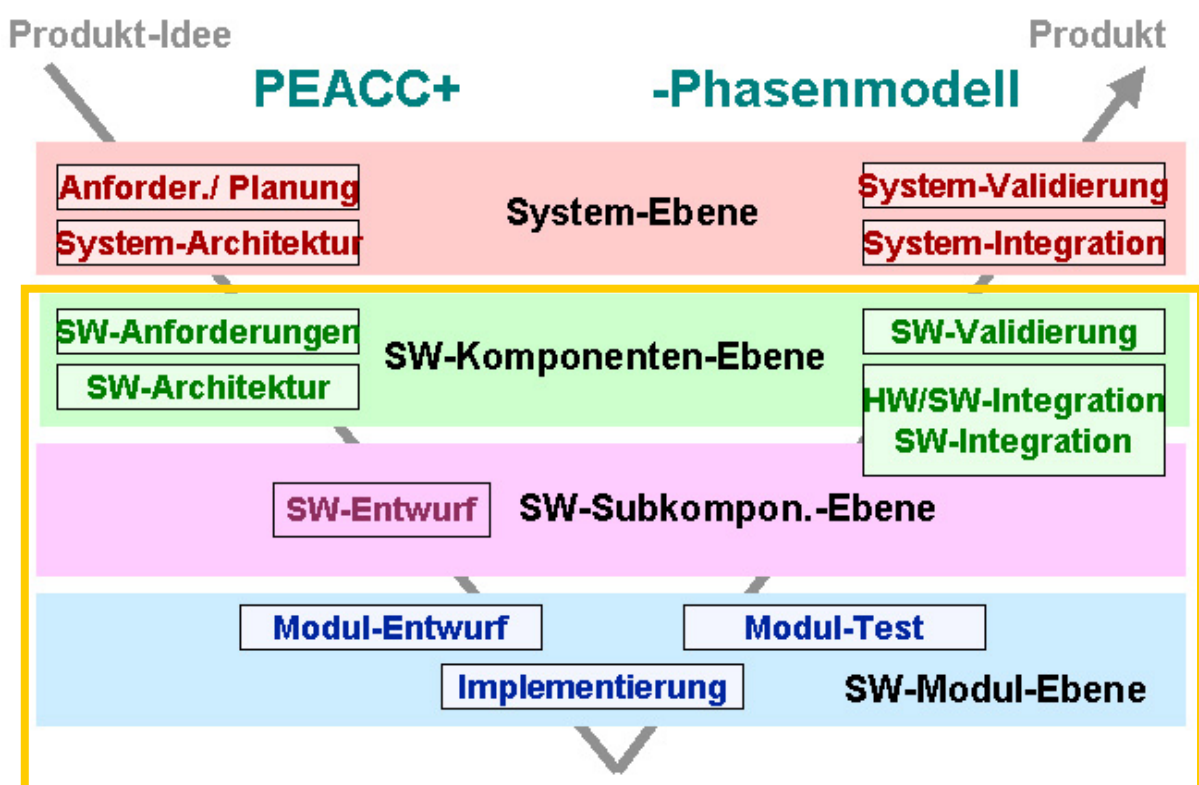 Produkt-Idee
Produkt
PEACC+ -Phasenmodell
Anforder./ Planung
System-Architektur
System-Ebene
System-Validierung
System-Integration
SW-Anforderungen
SW-Architektur
SW-Komponenten-Ebene
SW-Validierung
HW/SW-Integration
SW-Integration
SW-Entwurf
SW-Subkompon.-Ebene
Modul-Entwurf
Modul-Test
Implementierung
SW-Modul-Ebene